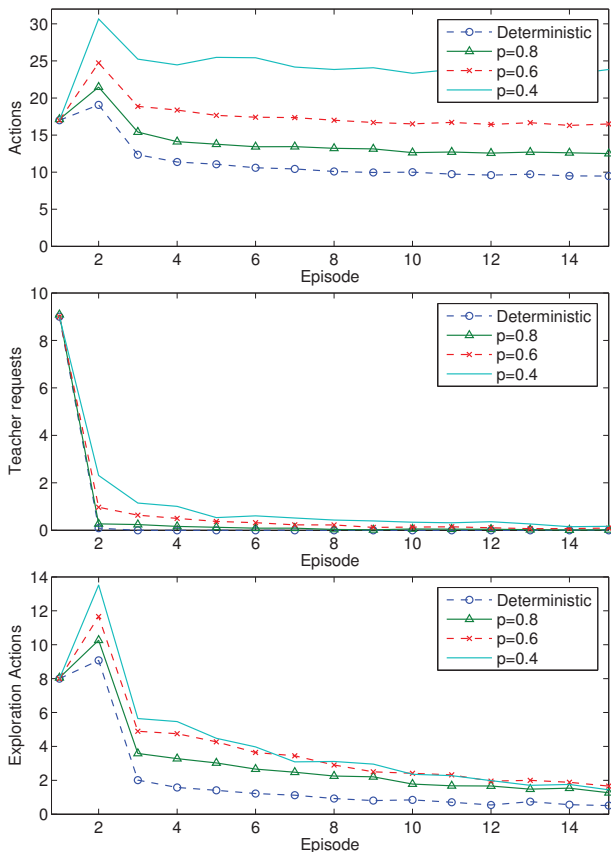 30
25
20
15
10
5
0
Actions
Deterministic
p=0.8
p=0.6
p=0.4
2 4 6 8 10 12 14
Episode
10
8
6
4
2
0
Teacher requests
Deterministic
p=0.8
p=0.6
p=0.4
2 4 6 8 10 12 14
Episode
14
12
10
8
6
4
2
0
Exploration Actions
Deterministic
p=0.8
p=0.6
p=0.4
2 4 6 8 10 12 14
Episode